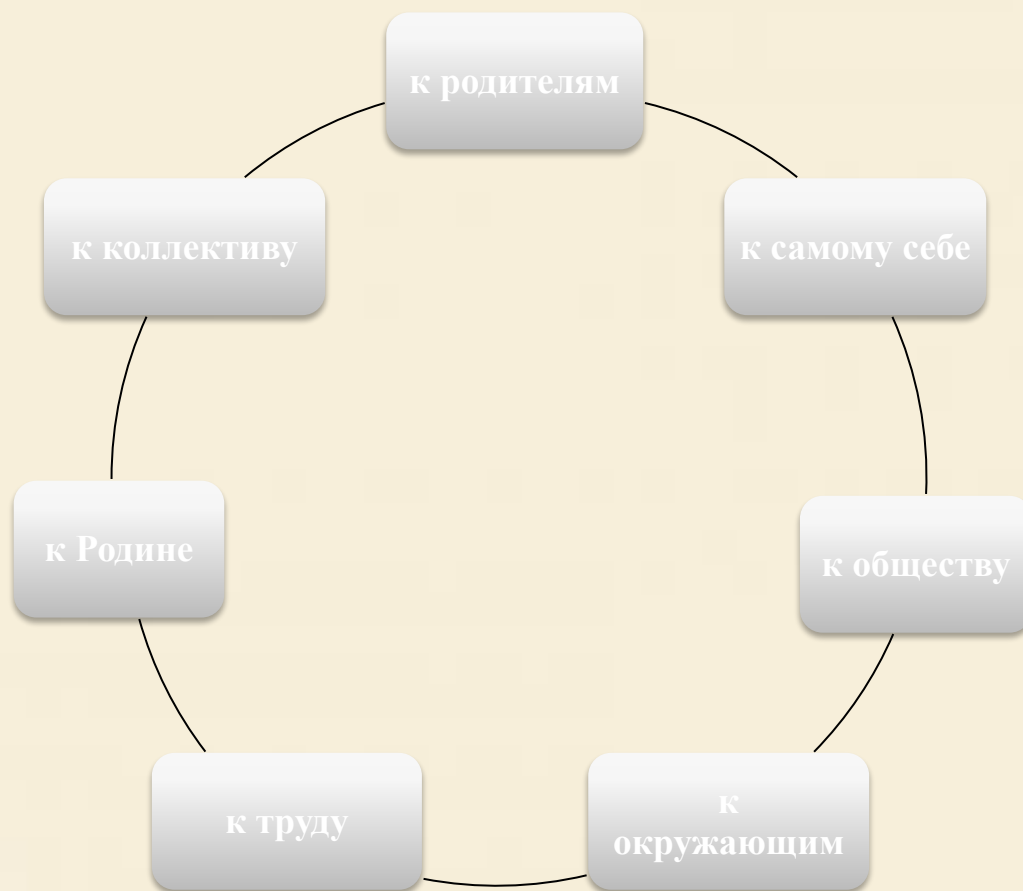 к родителям
к самому себе
к обществу
к
окружающим
к труду
к Родине
к коллективу